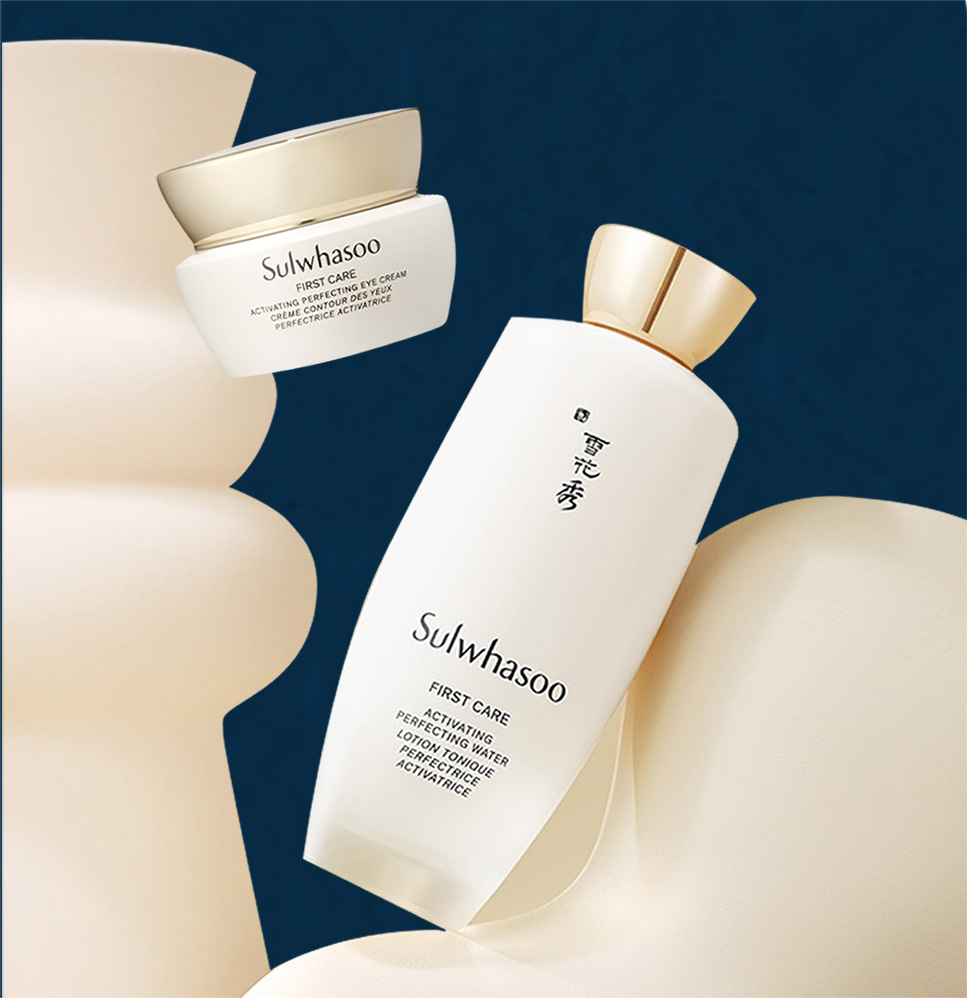 Sulwhasoo
FIRST CARE
ACTIVATING PERFECTING EYE CREAM
CRÈME CONTOUR DES YEUX
PERFECTRICE ACTIVATRICE
雪花秀
Sulwhasoo
FIRST CARE
ACTIVATING
PERFECTING WATER
LOTION TONIQUE
PERFECTRICE
ACTIVATRICE